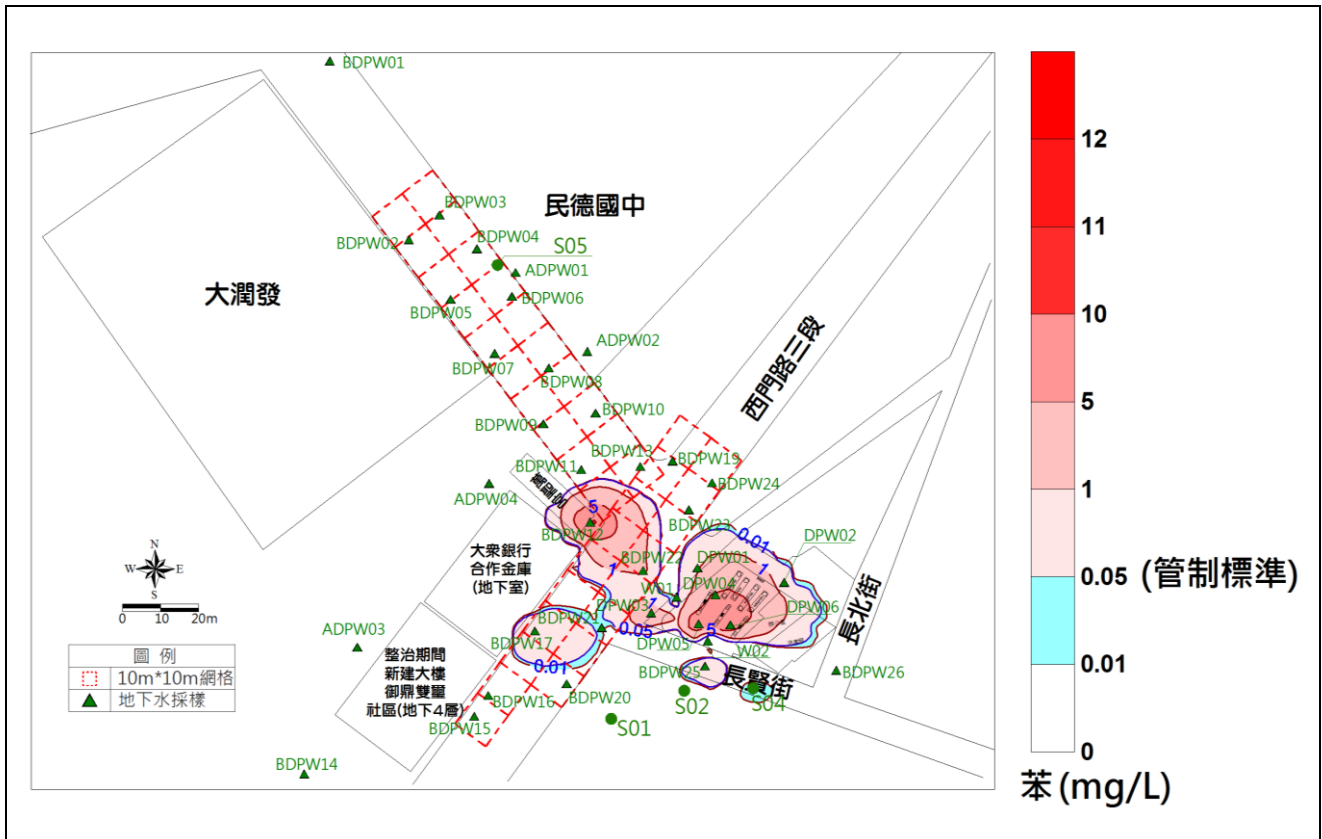 BDPW01
BDPW03
民德國中
BDPW02
BDPW04
S05
ADPW01
大潤發
BDPW05
BDPW06
ADPW02
西門路三段
BDPW07
BDPW08
BDPW10
BDPW09
BDPW13
BDPW19
BDPW11
BDPW24
ADPW04
5
BDPW12
BDPW23
0.01
DPW02
大眾銀行
合作金庫
(地下室)
1
BDPW22
DPW01
1
W01
DPW04
長北街
DPW03
1
DPW06
BDPW21
0.05
5
BDPW17
DPW05
W02
0.01
BDPW25
長賢街
BDPW26
ADPW03
整治期間
新建大樓
御鼎雙璽
社區(地下4層)
BDPW16
BDPW20
BDPW15
S01
S02
S04
BDPW14
N
W E
S
0 10 20m
圖 例
10m*10m網格
地下水採樣
12
11
10
5
1
0.05 (管制標準)
0.01
0
苯(mg/L)